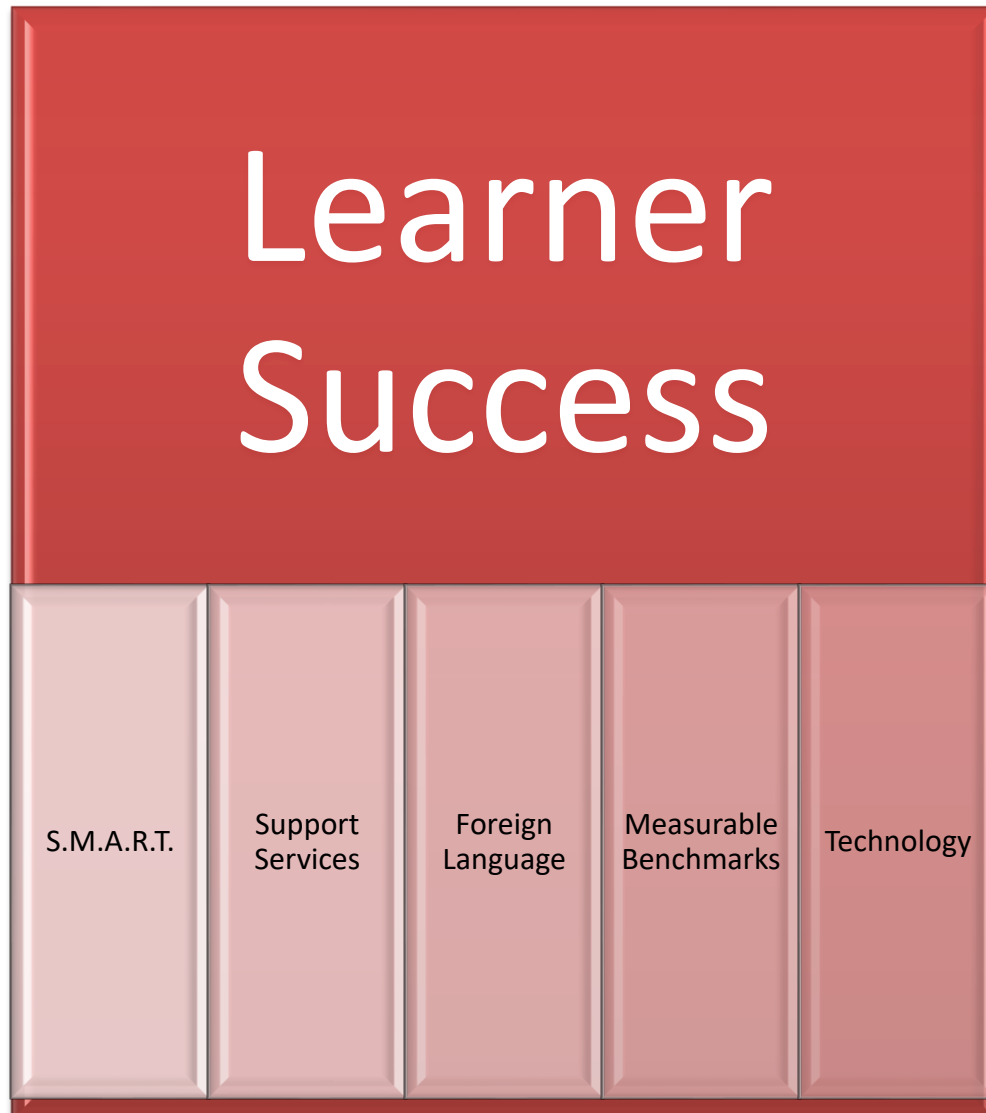 Learner
Success
S.M.A.R.T.
Support
Services
Foreign
Language
Measurable
Benchmarks
Technology